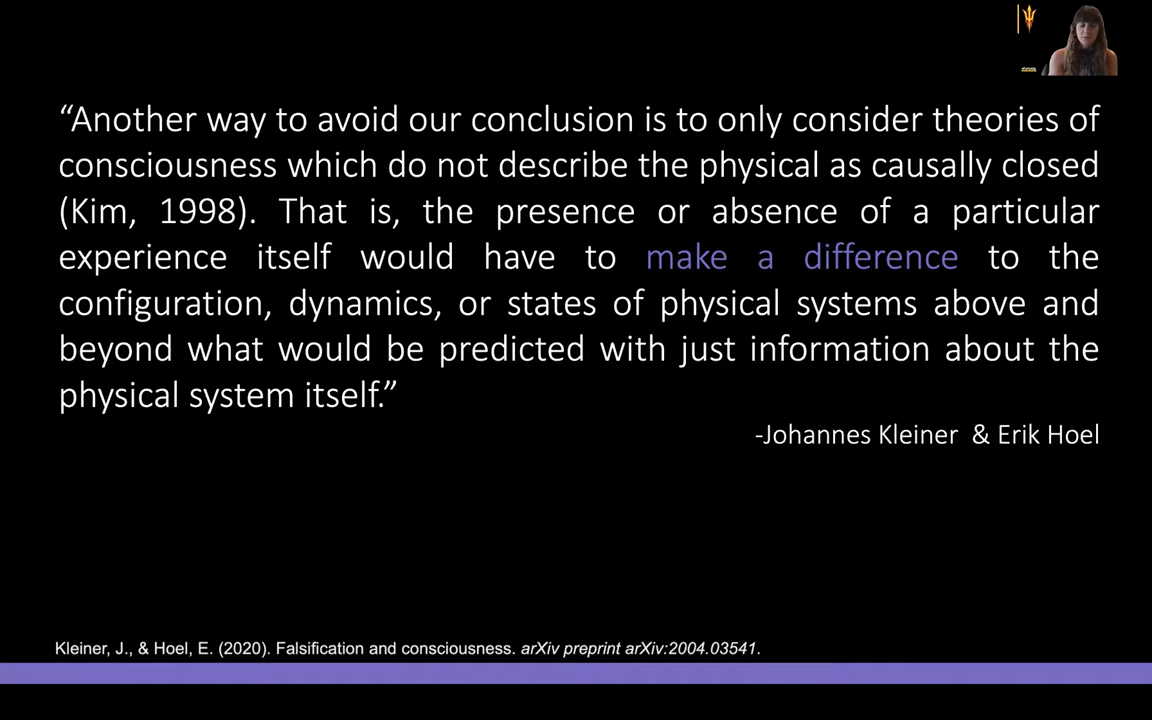 “Another way to avoid our conclusion is to only consider theories of
consciousness which do not describe the physical as causally closed
(Kim, 1998). That is, the presence or absence of a particular
experience itself would have to make a difference to the
configuration, dynamics, or states of physical systems above and
beyond what would be predicted with just information about the
physical system itself.”
-Johannes Kleiner & Erik Hoel
Kleiner, J., & Hoel, E. (2020). Falsification and consciousness. arXiv preprint arXiv:2004.03541.